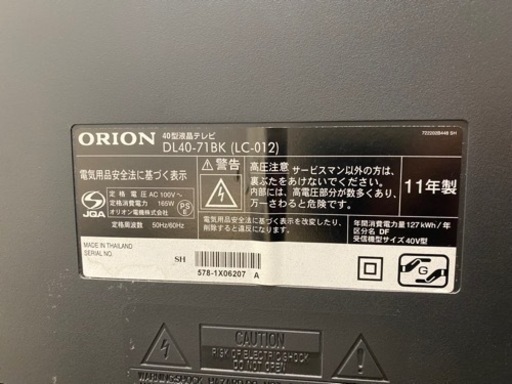 ORION
40型液晶テレビ
DL40-71BK (LC-012)
722200B448 SH
電気用品安全法に基づく表示
JQA
定格電圧 AC100V
定格消費電力 165W
オリオン電機株式会社
定格周波数 50Hz/60Hz
PS
E
警告
高圧注意 サービスマン以外の方は、
裏ぶたをあけないでください。
内部には、高電圧部分が数多くあり、
万一さわると危険です。
電気用品安全法に基づく表示を改変したり、
削除すると違反になります。
11年製
年間消費電力量 127kWh/年
区分名 DF
受信機型サイズ 40V型
MADE IN THAILAND
SERIAL NO.
SH
578-1X06207 A
G
CAUTION
RISK OF ELECTRIC SHOCK
DO NOT OPEN